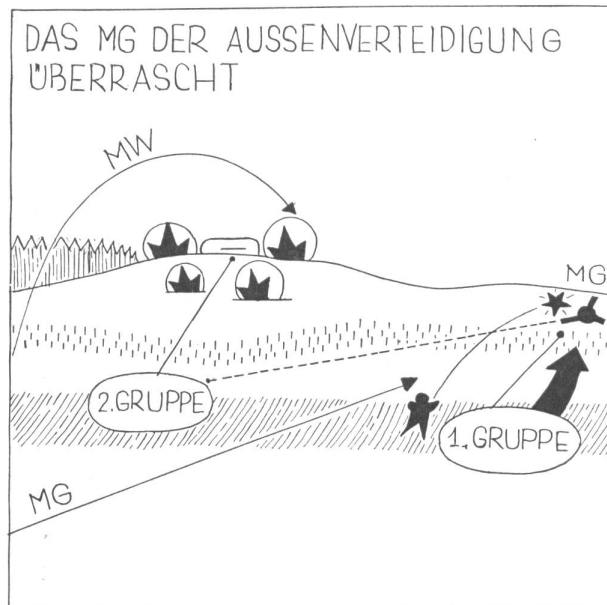 DAS MG DER AUSSENVERTEIDIGUNG
ÜBERRASCHT
MW
MG
2.GRUPPE
1.GRUPPE
MG